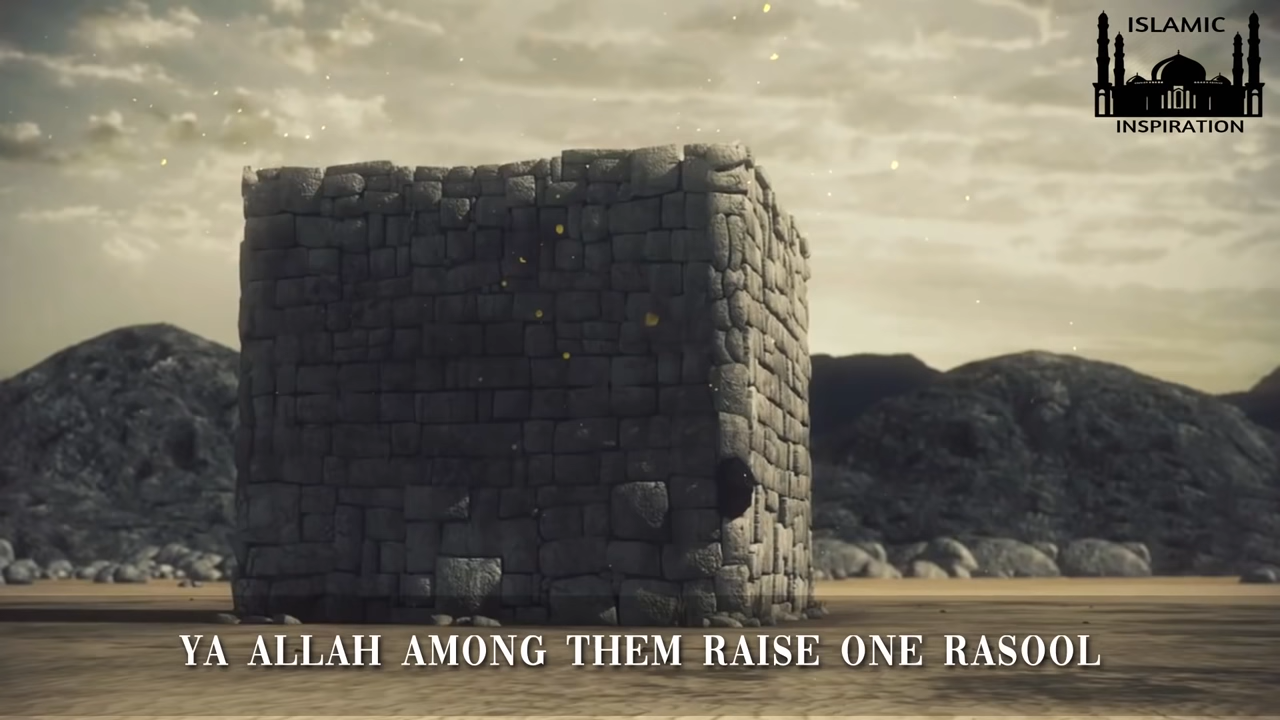 ISLAMIC
INSPIRATION
YA ALLAH AMONG THEM RAISE ONE RASOOL